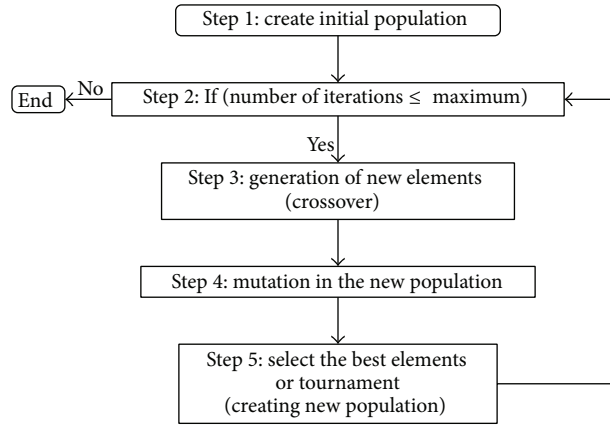 Step 1: create initial population
No
End
Step 2: If (number of iterations ≤ maximum)
Yes
Step 3: generation of new elements
(crossover)
Step 4: mutation in the new population
Step 5: select the best elements
or tournament
(creating new population)